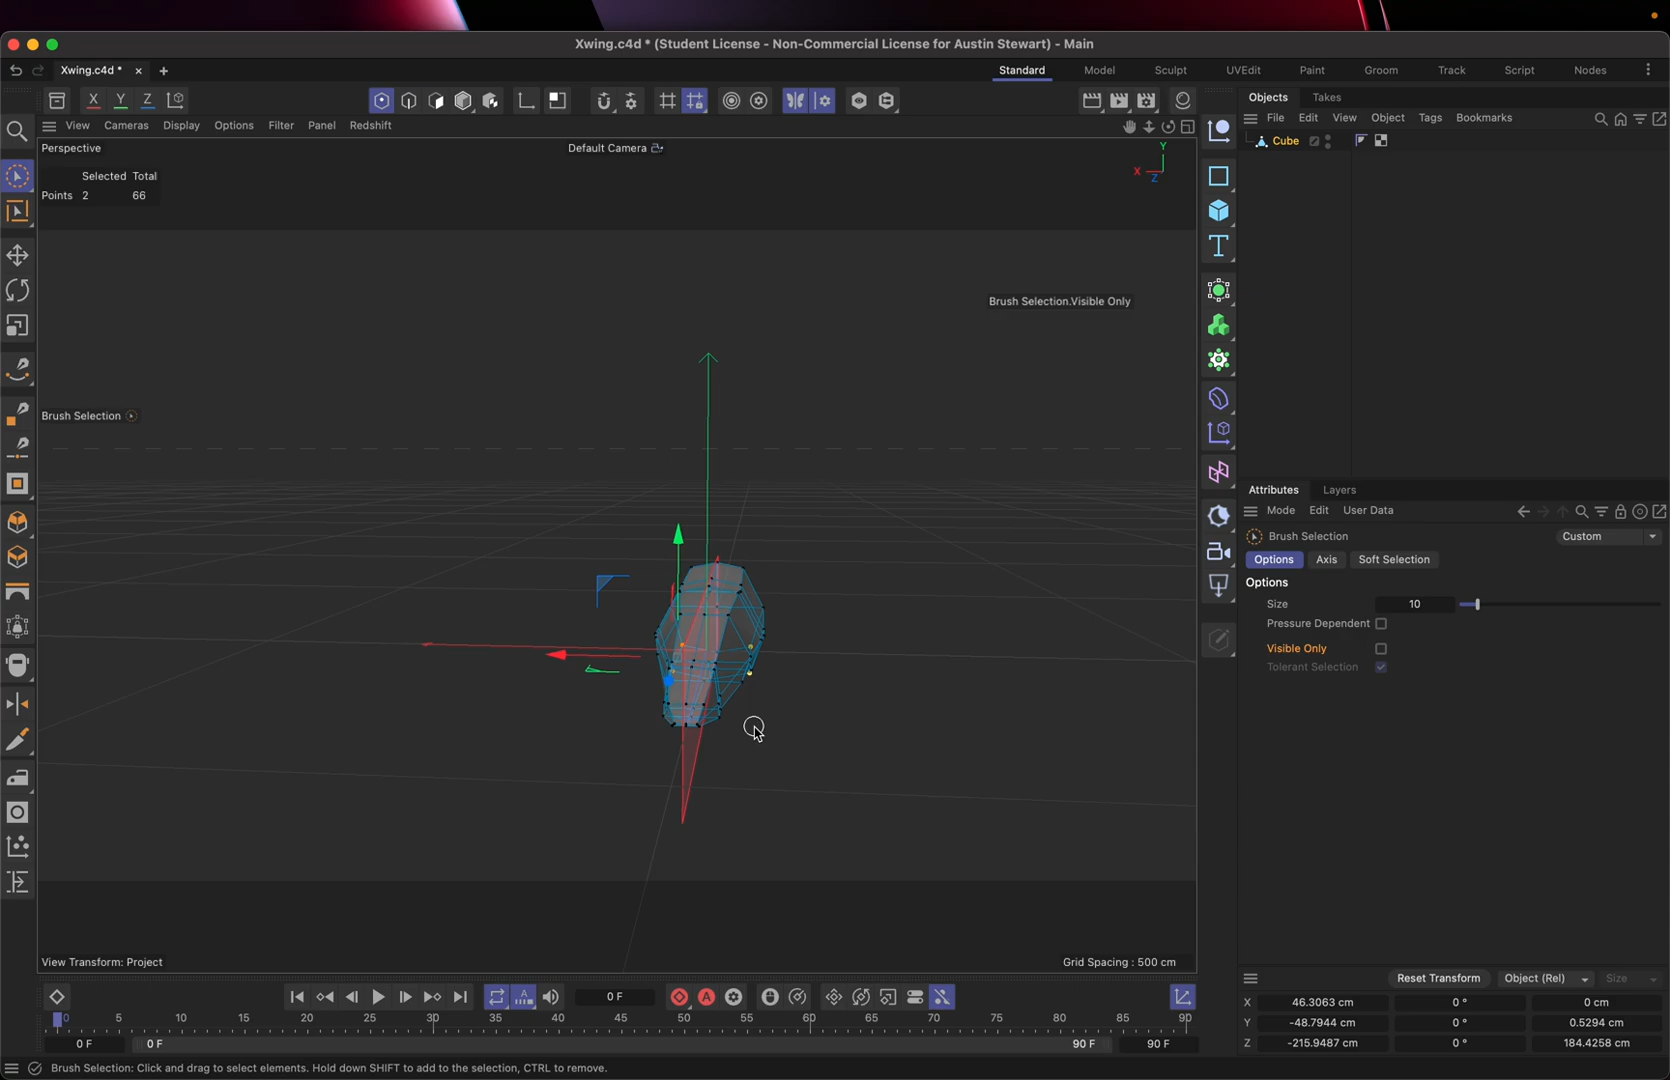 Xwing.c4d * (Student License - Non-Commercial License for Austin Stewart) - Main
Xwing.c4d *
Standard Model Sculpt UVEdit Paint Groom Track Script Nodes
X Y Z
Objects Takes
View Cameras Display Options Filter Panel Redshift
File Edit View Object Tags Bookmarks
Perspective
Default Camera
Y
X
Z
Cube
Selected Total
Points 2 66
Brush Selection.Visible Only
Brush Selection
Attributes Layers
Mode Edit User Data
Brush Selection
Custom
Options Axis Soft Selection
Options
Size 10
Pressure Dependent
Visible Only
Tolerant Selection
View Transform: Project
Grid Spacing : 500 cm
Reset Transform Object (Rel) Size
0 F
X 46.3063 cm 0 ° 0 cm
Y -48.7944 cm 0 ° 0.5294 cm
Z -215.9487 cm 0 ° 184.4258 cm
0 5 10 15 20 25 30 35 40 45 50 55 60 65 70 75 80 85 90
0 F 0 F 90 F 90 F
Brush Selection: Click and drag to select elements. Hold down SHIFT to add to the selection, CTRL to remove.